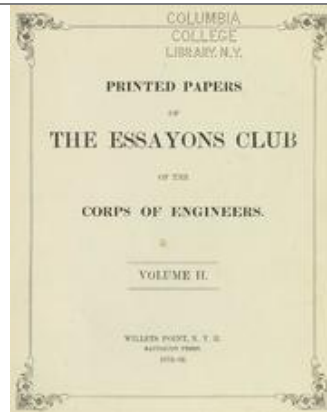 COLUMBIA
COLLEGE
LIBRARY. N.Y.
PRINTED PAPERS
OF
THE ESSAYONS CLUB
OF THE
CORPS OF ENGINEERS.
VOLUME II.
WILLETS POINT, N. Y. H.
BATTALION PRESS.